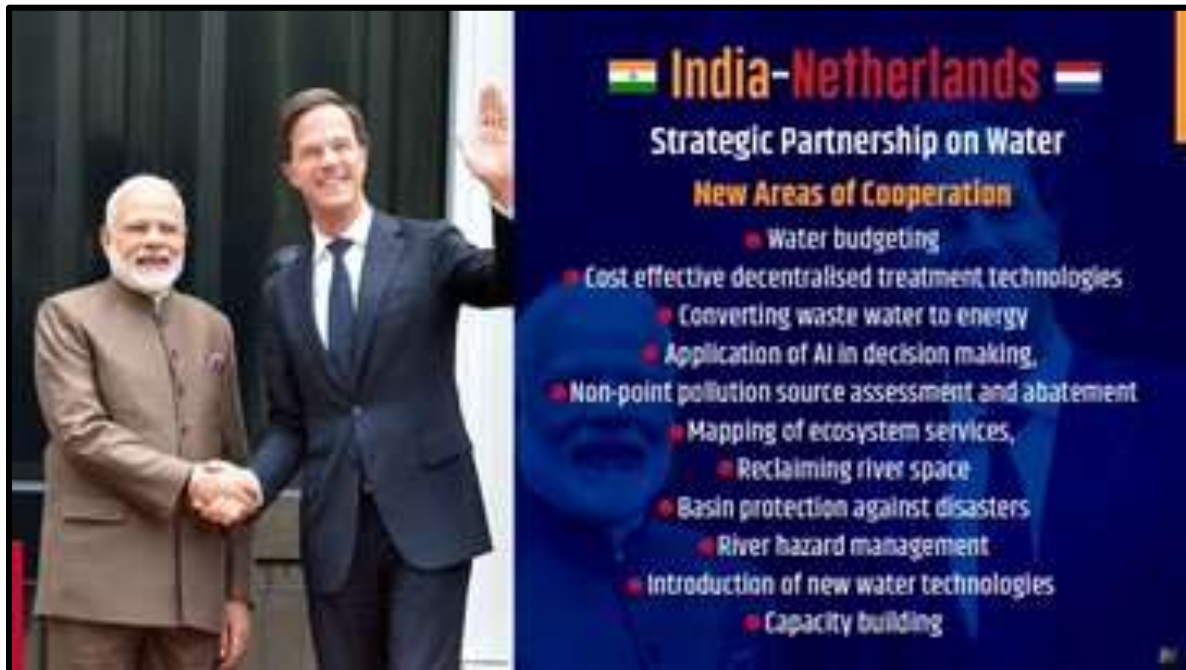 India-Netherlands
Strategic Partnership on Water
New Areas of Cooperation
Water budgeting
Cost effective decentralised treatment technologies
Converting waste water to energy
Application of AI in decision making,
Non-point pollution source assessment and abatement
Mapping of ecosystem services,
Reclaiming river space
Basin protection against disasters
River hazard management
Introduction of new water technologies
Capacity building